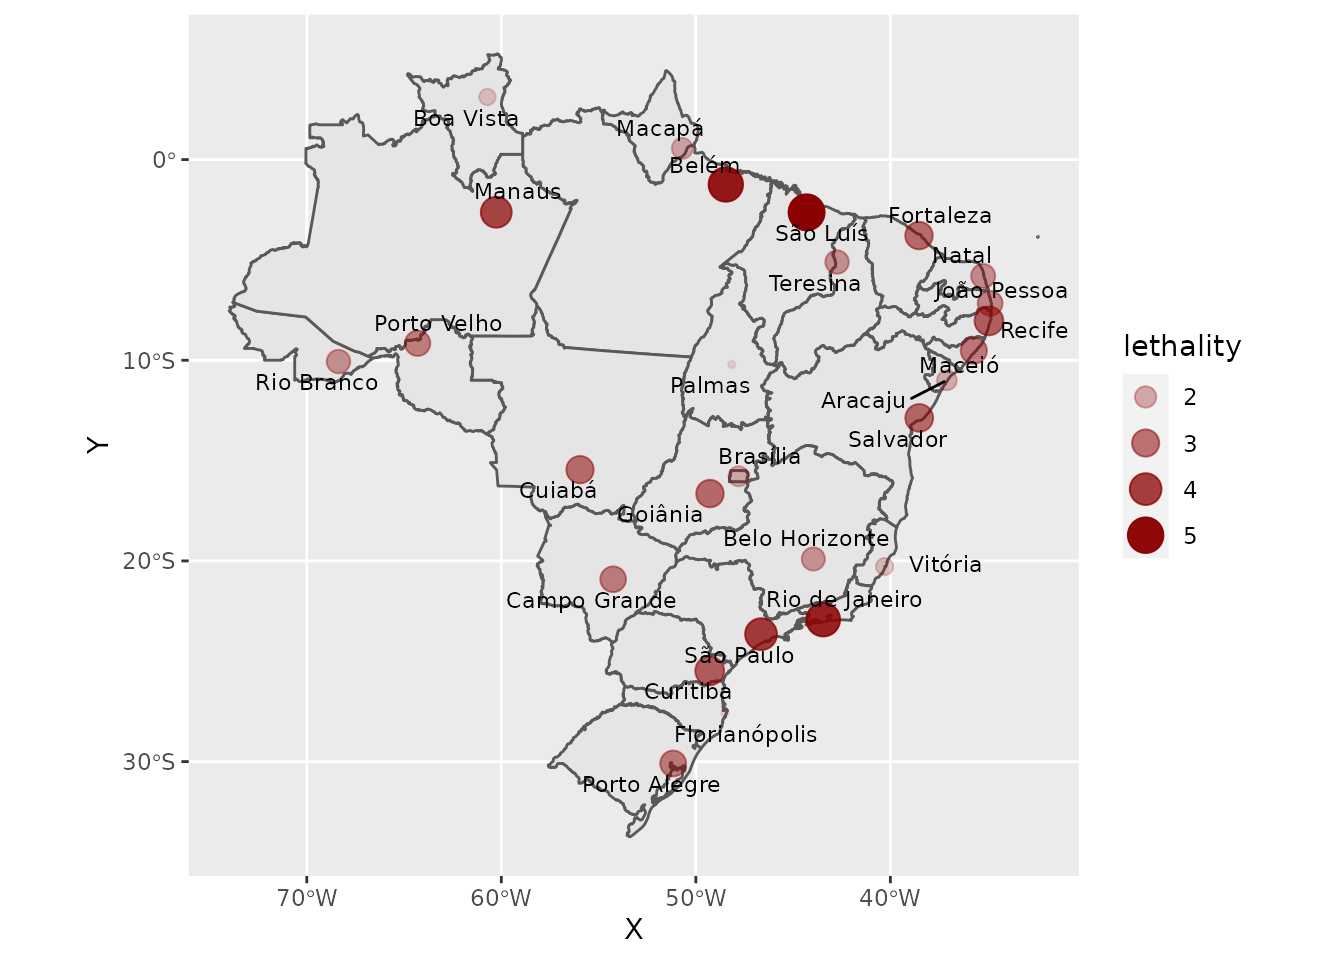 Boa Vista
Macapá
0°
Belém
Manaus
Fortaleza
São Luís
Natal
Teresina
João Pessoa
Porto Velho
Recife
lethality
10°S
Maceió
Rio Branco
Palmas
2
Aracaju
Salvador
3
Y
Brasília
Cuiabá
4
Goiânia
Belo Horizonte
5
20°S
Vitória
Campo Grande
Rio de Janeiro
São Paulo
Curitiba
Florianópolis
30°S
Porto Alegre
70°W
60°W
50°W
40°W
X